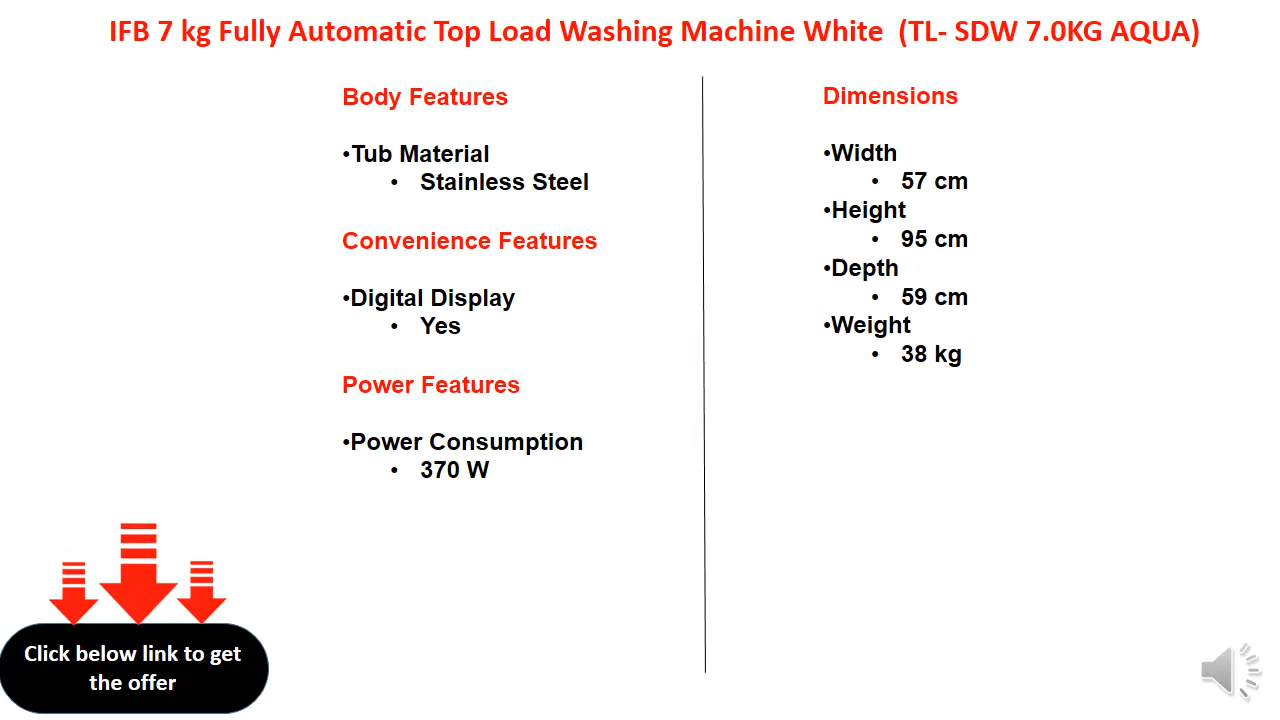 IFB 7 kg Fully Automatic Top Load Washing Machine White (TL- SDW 7.0KG AQUA)
Body Features
•Tub Material
• Stainless Steel
Convenience Features
•Digital Display
• Yes
Power Features
•Power Consumption
• 370 W
Dimensions
•Width
• 57 cm
•Height
• 95 cm
•Depth
• 59 cm
•Weight
• 38 kg
Click below link to get
the offer